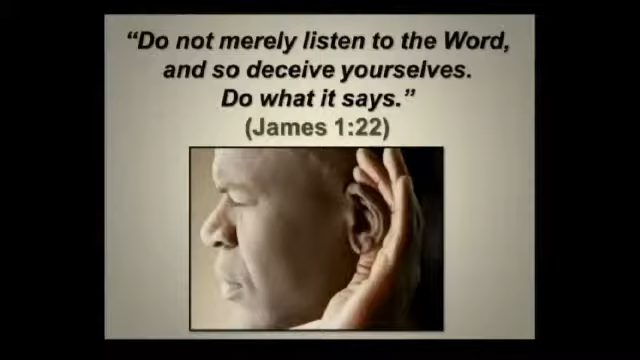 “Do not merely listen to the Word,
and so deceive yourselves.
Do what it says.”
(James 1:22)